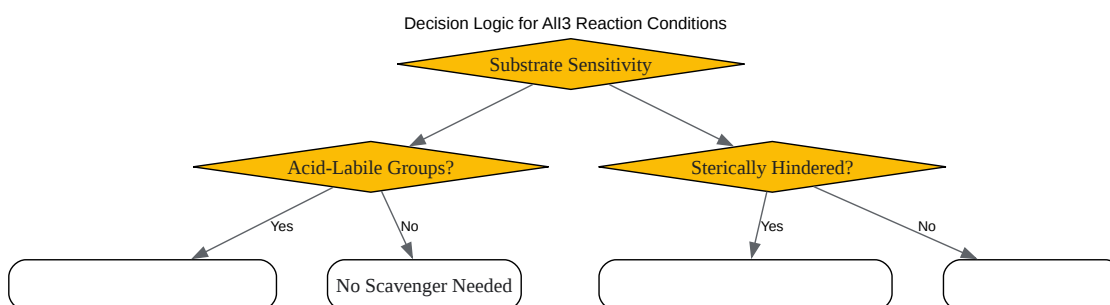 Decision Logic for AlI3 Reaction Conditions
Substrate Sensitivity
Acid-Labile Groups?
Sterically Hindered?
Yes
No
Yes
No
No Scavenger Needed